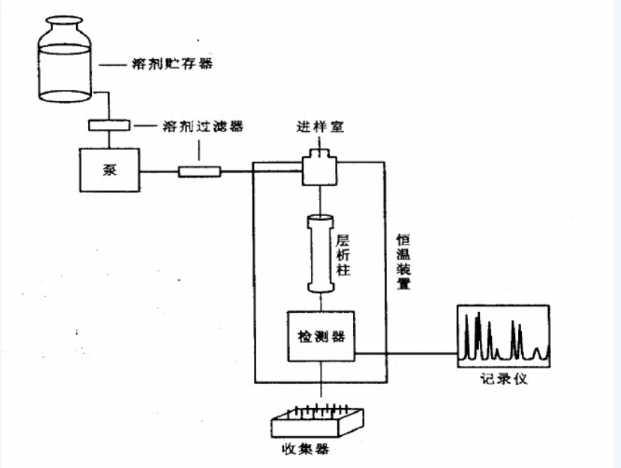 溶剂贮存器
溶剂过滤器
进样室
泵
层析柱
恒温装置
检测器
记录仪
收集器